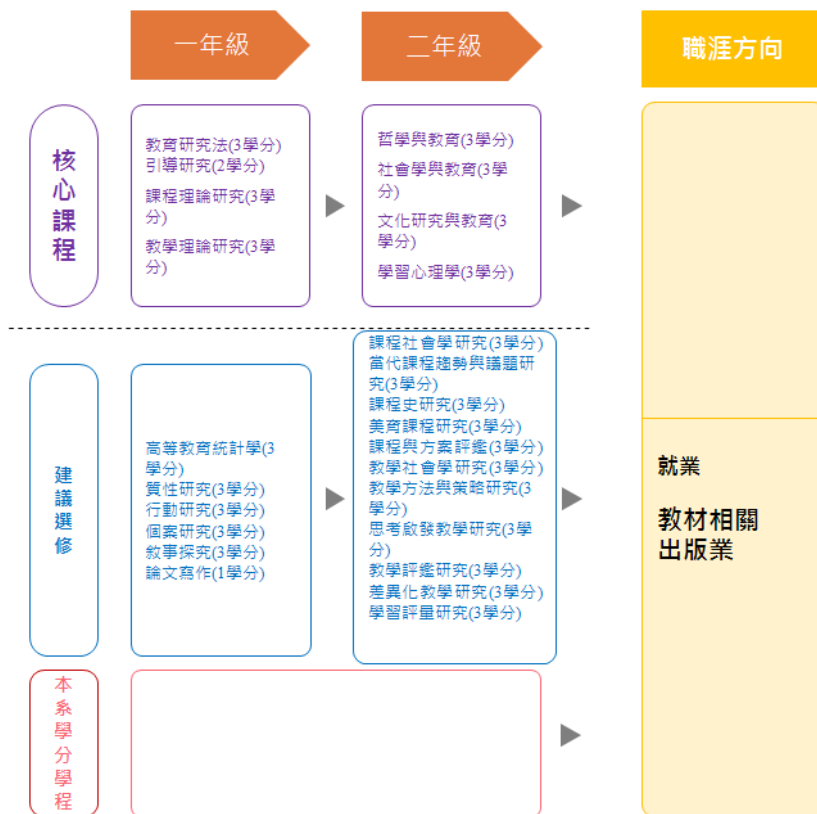 一年級
二年級
職涯方向
核心課程
教育研究法(3學分)
引導研究(2學分)
課程理論研究(3學
分)
教學理論研究(3學
分)
哲學與教育(3學分)
社會學與教育(3學
分)
文化研究與教育(3
學分)
學習心理學(3學分)
建議選修
高等教育統計學(3
學分)
質性研究(3學分)
行動研究(3學分)
個案研究(3學分)
敘事探究(3學分)
論文寫作(1學分)
課程社會學研究(3學分)
當代課程趨勢與議題研
究(3學分)
課程史研究(3學分)
美育課程研究(3學分)
課程與方案評鑑(3學分)
教學社會學研究(3學分)
教學方法與策略研究(3
學分)
思考啟發教學研究(3學
分)
教學評鑑研究(3學分)
差異化教學研究(3學分)
學習評量研究(3學分)
就業
教材相關
出版業
本系學分學程